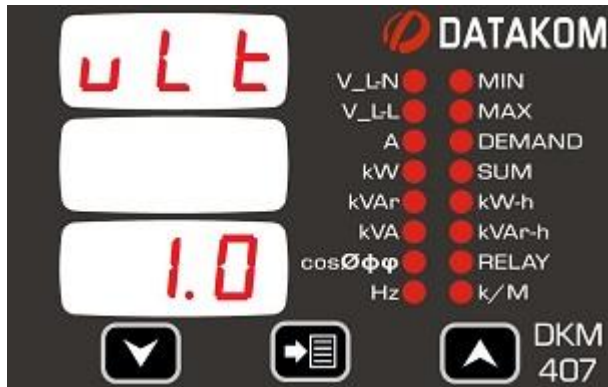 uLt
DATAKOM
V_L-N MIN
V_L-L MAX
A DEMAND
kW SUM
kVAr kW-h
kVA kVAr-h
cosØфφ RELAY
Hz k/M
1.0
DKM
407